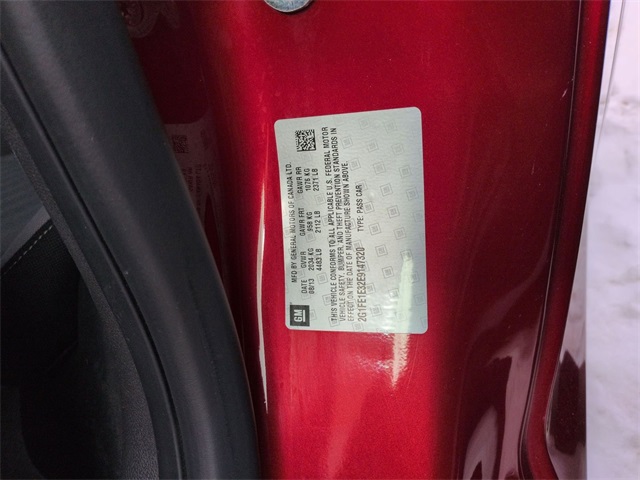 MFD BY GENERAL MOTORS OF CANADA LTD.
DATE GVWR GAWR FRT GAWR RR
08/13 2034 KG 958 KG 1076 KG
4483 LB 2112 LB 2371 LB
GM
THIS VEHICLE CONFORMS TO ALL APPLICABLE U.S. FEDERAL MOTOR
VEHICLE SAFETY, BUMPER, AND THEFT PREVENTION STANDARDS IN
EFFECT ON THE DATE OF MANUFACTURE SHOWN ABOVE.
2G1FE1E32E9147320 TYPE: PASS CAR